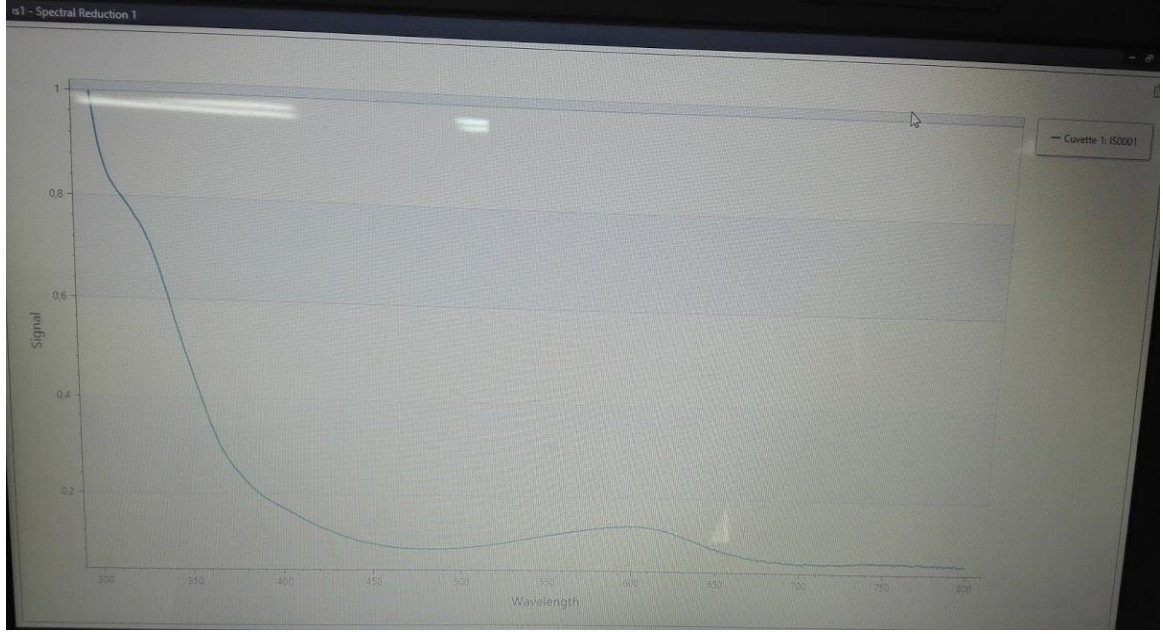 is1 - Spectral Reduction 1
Cuvette 1: IS0001
1
0,8
0,6
0,4
0,2
Signal
300 350 400 450 500 550 600 650 700 750 800
Wavelength